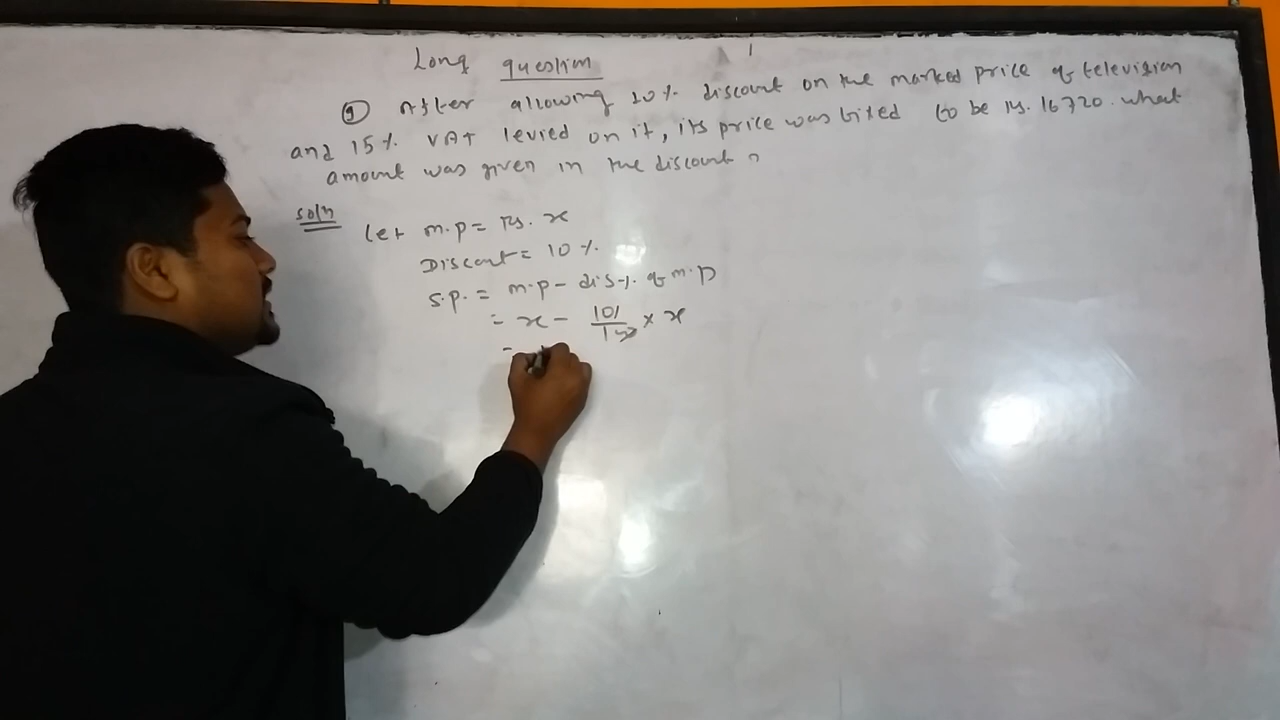 Long question
9 After allowing 10% discount on the marked price of television
and 15% VAT levied on it, its price was bixed to be Rs. 16720. what
amount was given in the discount ?
soln
Let m.p = Rs. x
Discount = 10%.
S.p. = m.p - dis% of m.p
= x - 10/100 × x
=